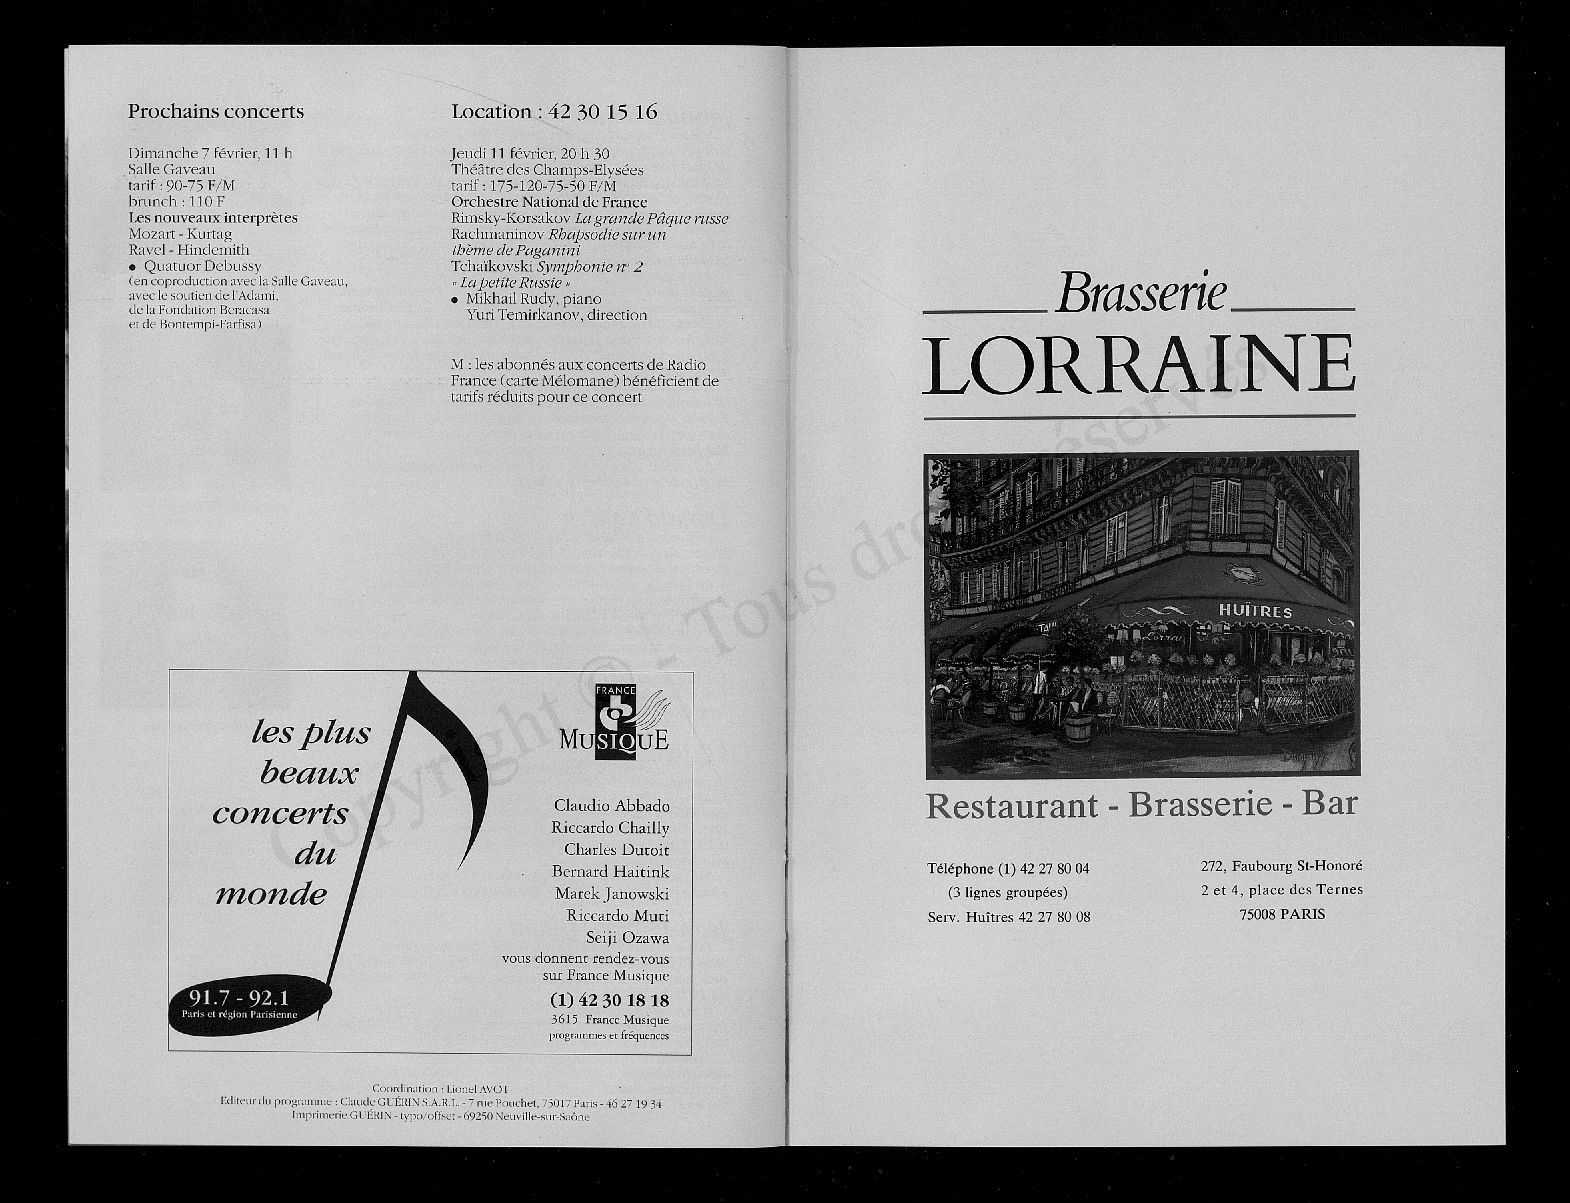 Prochains concerts
Dimanche 7 février, 11 h
Salle Gaveau
tarif : 90-75 F/M
brunch : 110 F
Les nouveaux interprètes
Mozart - Kurtag
Ravel - Hindemith
● Quatuor Debussy
(en coproduction avec la Salle Gaveau,
avec le soutien de l'Adami,
de la Fondation Beracasa
et de Bontempi-Farfisa)
Location : 42 30 15 16
Jeudi 11 février, 20 h 30
Théâtre des Champs-Elysées
tarif : 175-120-75-50 F/M
Orchestre National de France
Rimsky-Korsakov La grande Pâque russe
Rachmaninov Rhapsodie sur un
thème de Paganini
Tchaïkovski Symphonie n° 2
« La petite Russie »
● Mikhail Rudy, piano
Yuri Temirkanov, direction
M : les abonnés aux concerts de Radio
France (carte Mélomane) bénéficient de
tarifs réduits pour ce concert
les plus
beaux
concerts
du
monde
91.7 - 92.1
Paris et région Parisienne
FRANCE
MUSIQUE
Claudio Abbado
Riccardo Chailly
Charles Dutoit
Bernard Haitink
Marek Janowski
Riccardo Muti
Seiji Ozawa
vous donnent rendez-vous
sur France Musique
(1) 42 30 18 18
3615 France Musique
programmes et fréquences
Coordination : Lionel AVOT
Editeur du programme : Claude GUÉRIN S.A.R.L. - 7 rue Pouchet, 75017 Paris - 46 27 19 34
Imprimerie GUÉRIN - typo/offset - 69250 Neuville-sur-Saône
Brasserie
LORRAINE
HUÎTRES
Restaurant - Brasserie - Bar
Téléphone (1) 42 27 80 04
(3 lignes groupées)
Serv. Huîtres 42 27 80 08
272, Faubourg St-Honoré
2 et 4, place des Ternes
75008 PARIS
Copyright © - Tous droits réservés